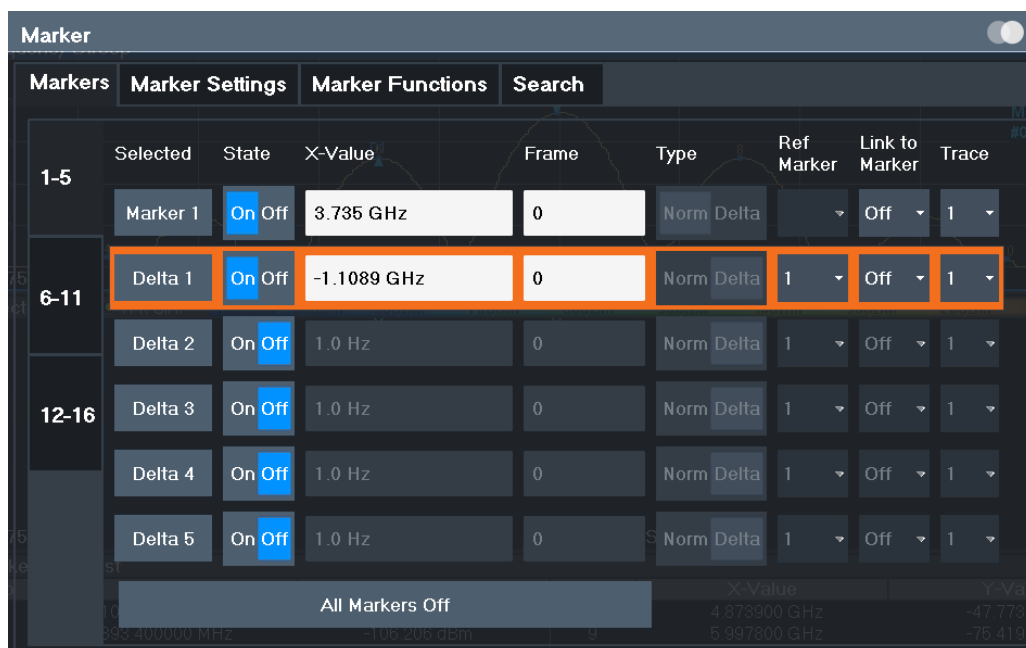 Marker
Markers Marker Settings Marker Functions Search
1-5
Selected State X-Value Frame Type Ref Marker Link to Marker Trace
Marker 1 On Off 3.735 GHz 0 Norm Delta Off 1
6-11
Delta 1 On Off -1.1089 GHz 0 Norm Delta 1 Off 1
Delta 2 On Off 1.0 Hz 0 Norm Delta 1 Off 1
12-16
Delta 3 On Off 1.0 Hz 0 Norm Delta 1 Off 1
Delta 4 On Off 1.0 Hz 0 Norm Delta 1 Off 1
Delta 5 On Off 1.0 Hz 0 Norm Delta 1 Off 1
All Markers Off
X-Value
4.873900 GHz -47.773
-106.206 dBm 9 5.997800 GHz -75.419